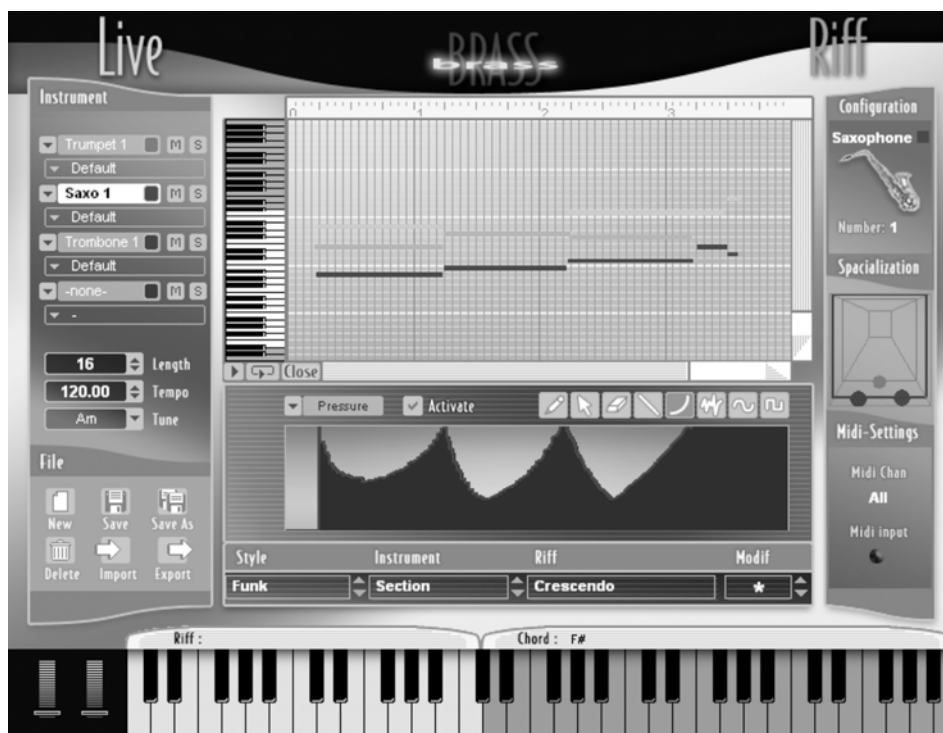 Live
BRASS
brass
Riff
Instrument
Trumpet 1 M S
Default
Saxo 1 M S
Default
Trombone 1 M S
Default
-none- M S
-
16 Length
120.00 Tempo
Am Tune
File
New Save Save As
Delete Import Export
0 2 3
Close
Pressure Activate
Style Instrument Riff Modif
Funk Section Crescendo *
Configuration
Saxophone
Number: 1
Spacialization
Midi-Settings
Midi Chan
All
Midi input
Riff :
Chord : F#